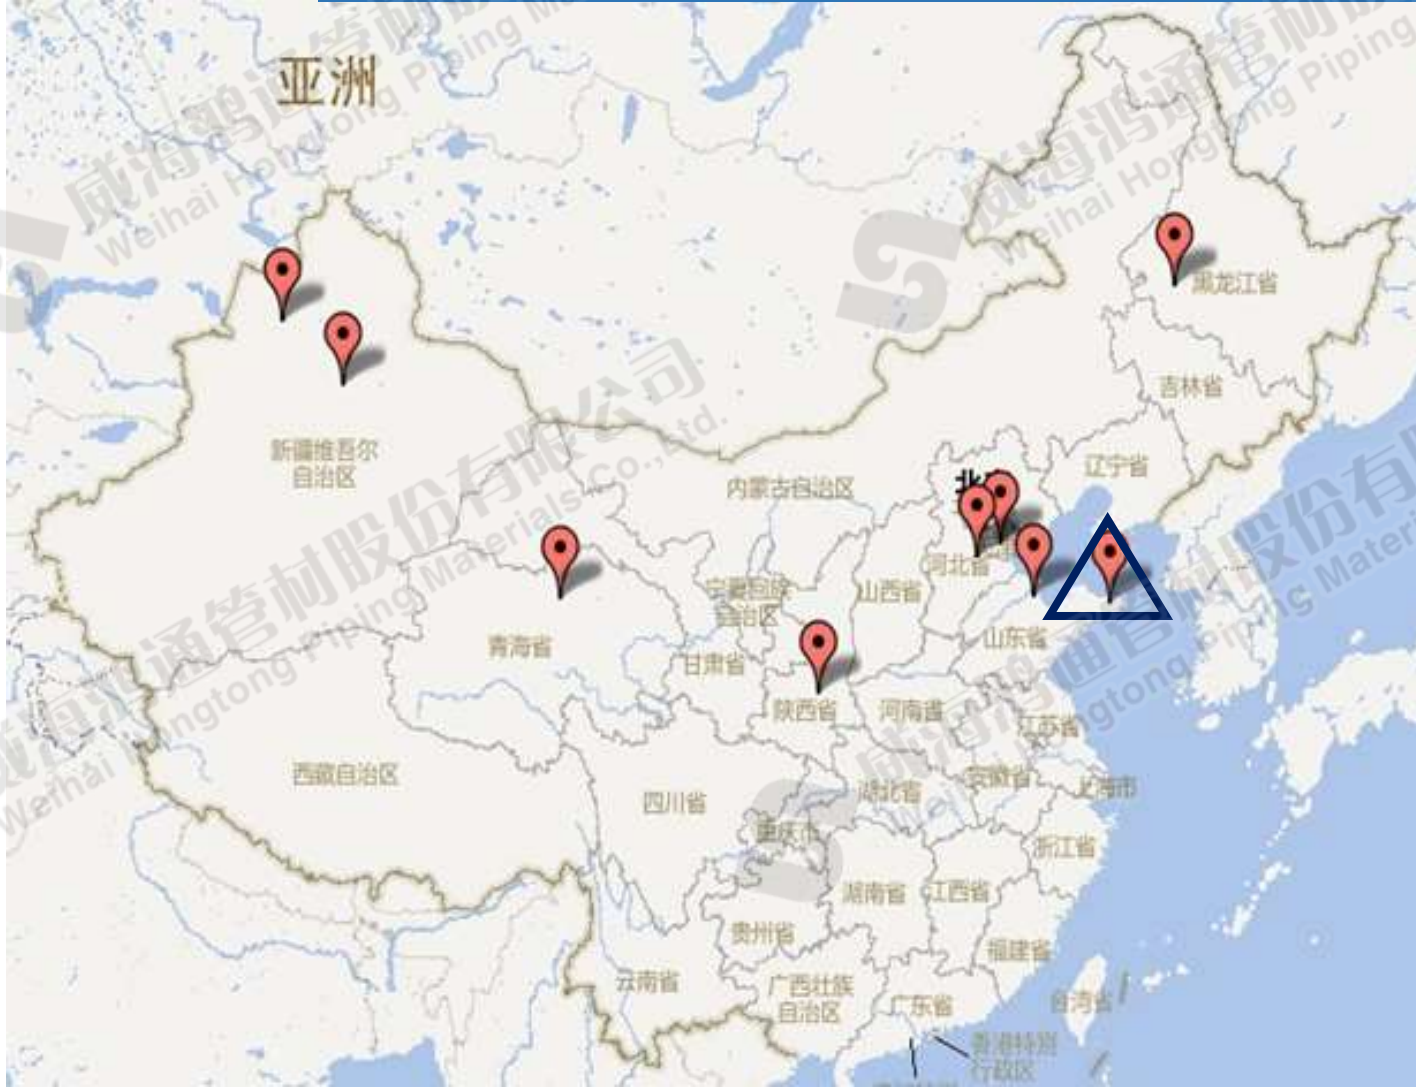 亚洲
黑龙江省
吉林省
新疆维吾尔
自治区
辽宁省
内蒙古自治区
河北省
宁夏回族
自治区
山西省
青海省
甘肃省
山东省
陕西省
河南省
江苏省
西藏自治区
四川省
湖北省
安徽省
上海市
重庆市
浙江省
湖南省
江西省
贵州省
福建省
云南省
广西壮族
自治区
广东省
台湾省
香港特别
行政区
威海鸿通管材股份有限公司
Weihai Hongtong Piping Materials Co.,Ltd.